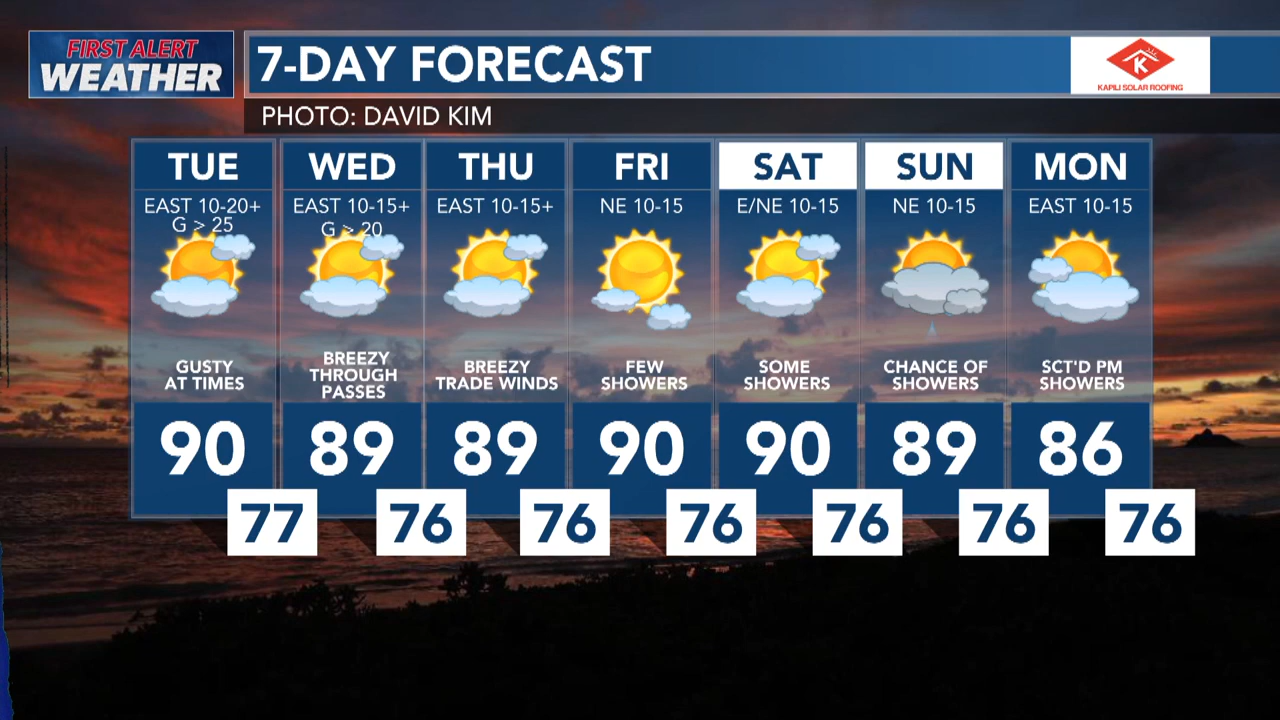 FIRST ALERT
WEATHER
7-DAY FORECAST
K
KAPILI SOLAR ROOFING
PHOTO: DAVID KIM
TUE
EAST 10-20+
G > 25
GUSTY
AT TIMES
90
77
WED
EAST 10-15+
G > 20
BREEZY
THROUGH
PASSES
89
76
THU
EAST 10-15+
BREEZY
TRADE WINDS
89
76
FRI
NE 10-15
FEW
SHOWERS
90
76
SAT
E/NE 10-15
SOME
SHOWERS
90
76
SUN
NE 10-15
CHANCE OF
SHOWERS
89
76
MON
EAST 10-15
SCT'D PM
SHOWERS
86
76